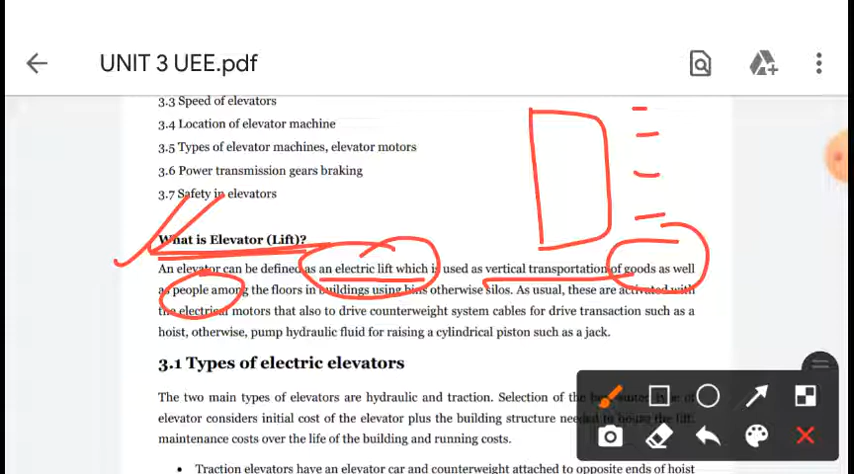 UNIT 3 UEE.pdf
3.3 Speed of elevators
3.4 Location of elevator machine
3.5 Types of elevator machines, elevator motors
3.6 Power transmission gears braking
3.7 Safety in elevators
What is Elevator (Lift)?
An elevator can be defined as an electric lift which is used as vertical transportation of goods as well
as people among the floors in buildings using bins otherwise silos. As usual, these are activated with
the electrical motors that also to drive counterweight system cables for drive transaction such as a
hoist, otherwise, pump hydraulic fluid for raising a cylindrical piston such as a jack.
3.1 Types of electric elevators
The two main types of elevators are hydraulic and traction. Selection of the
elevator considers initial cost of the elevator plus the building structure needed to house the lift,
maintenance costs over the life of the building and running costs.
• Traction elevators have an elevator car and counterweight attached to opposite ends of hoist